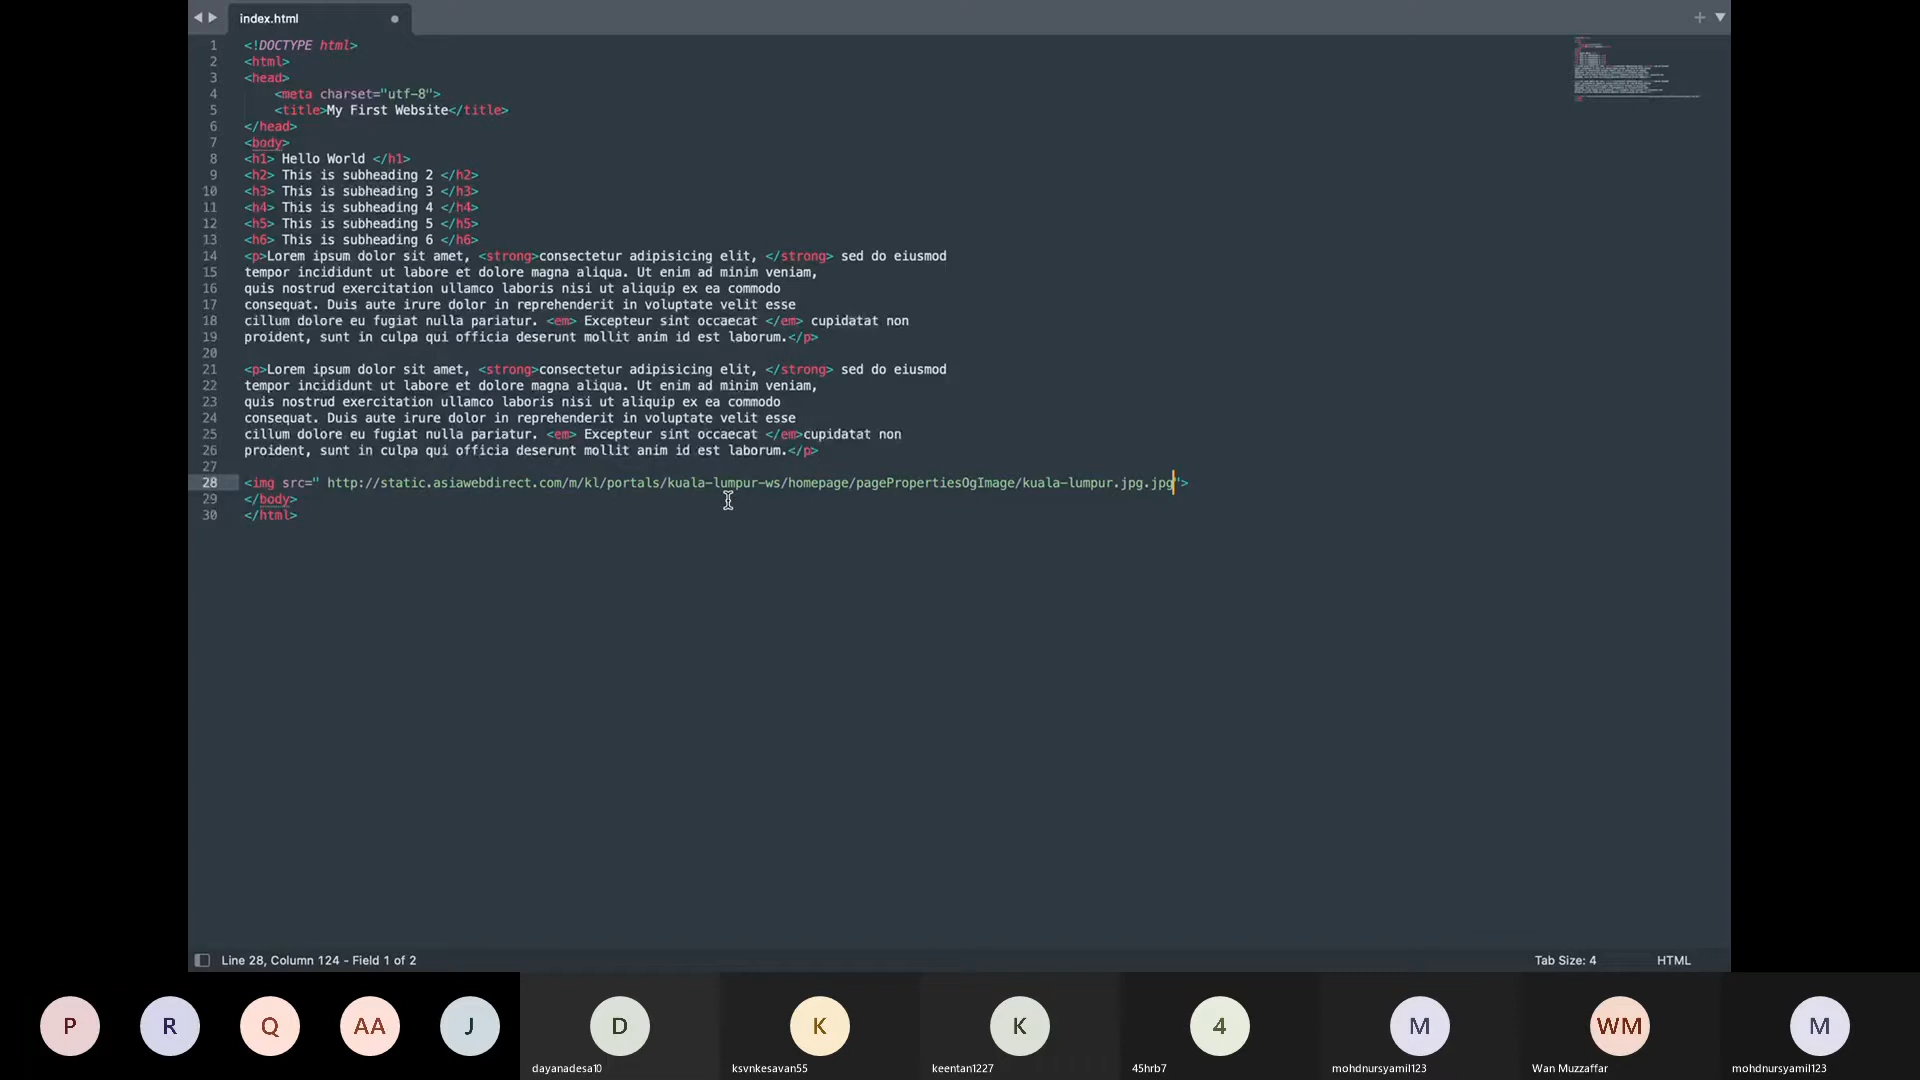 index.html
1 <!DOCTYPE html>
2 <html>
3 <head>
4 <meta charset="utf-8">
5 <title>My First Website</title>
6 </head>
7 <body>
8 <h1> Hello World </h1>
9 <h2> This is subheading 2 </h2>
10 <h3> This is subheading 3 </h3>
11 <h4> This is subheading 4 </h4>
12 <h5> This is subheading 5 </h5>
13 <h6> This is subheading 6 </h6>
14 <p>Lorem ipsum dolor sit amet, <strong>consectetur adipisicing elit, </strong> sed do eiusmod
15 tempor incididunt ut labore et dolore magna aliqua. Ut enim ad minim veniam,
16 quis nostrud exercitation ullamco laboris nisi ut aliquip ex ea commodo
17 consequat. Duis aute irure dolor in reprehenderit in voluptate velit esse
18 cillum dolore eu fugiat nulla pariatur. <em> Excepteur sint occaecat </em> cupidatat non
19 proident, sunt in culpa qui officia deserunt mollit anim id est laborum.</p>
20
21 <p>Lorem ipsum dolor sit amet, <strong>consectetur adipisicing elit, </strong> sed do eiusmod
22 tempor incididunt ut labore et dolore magna aliqua. Ut enim ad minim veniam,
23 quis nostrud exercitation ullamco laboris nisi ut aliquip ex ea commodo
24 consequat. Duis aute irure dolor in reprehenderit in voluptate velit esse
25 cillum dolore eu fugiat nulla pariatur. <em> Excepteur sint occaecat </em>cupidatat non
26 proident, sunt in culpa qui officia deserunt mollit anim id est laborum.</p>
27
28 <img src=" http://static.asiawebdirect.com/m/kl/portals/kuala-lumpur-ws/homepage/pagePropertiesOgImage/kuala-lumpur.jpg.jpg">
29 </body>
30 </html>
Line 28, Column 124 - Field 1 of 2
Tab Size: 4
HTML
P R Q AA J D K K 4 M WM M
dayanadesa10 ksvnkesavan55 keentan1227 45hrb7 mohdnursyamil123 Wan Muzzaffar mohdnursyamil123